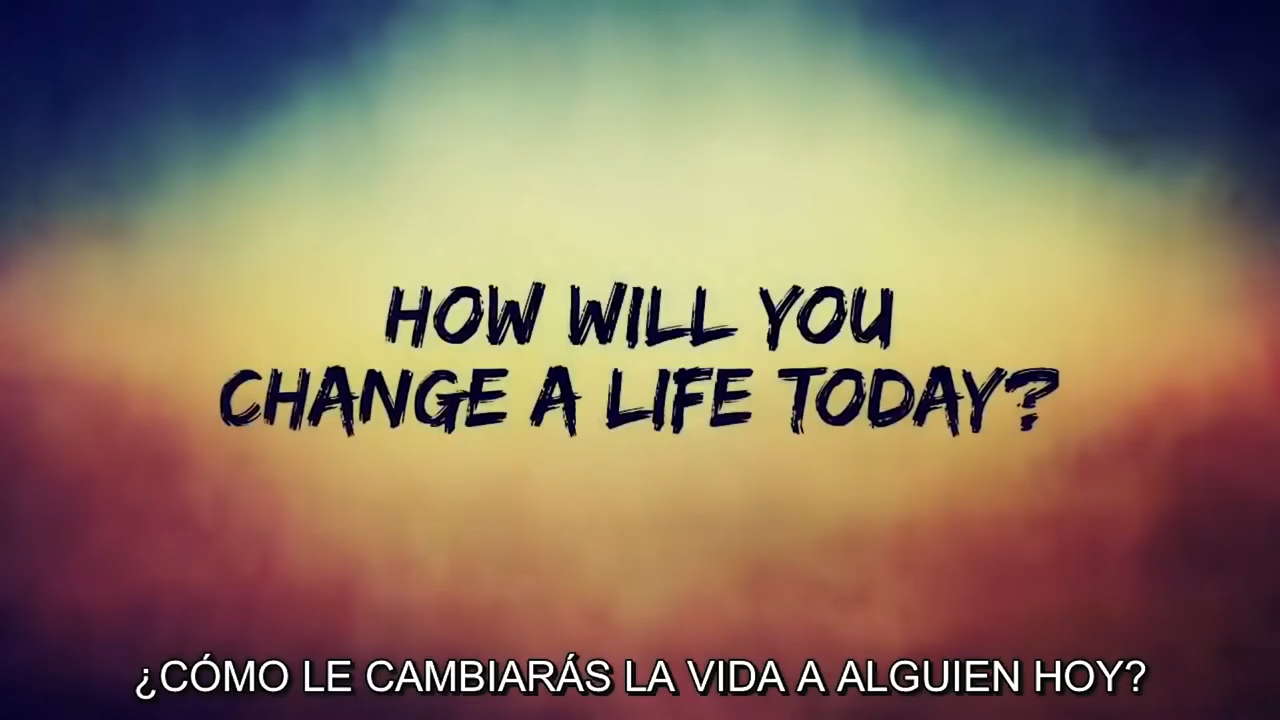 HOW WILL YOU
CHANGE A LIFE TODAY?
¿CÓMO LE CAMBIARÁS LA VIDA A ALGUIEN HOY?